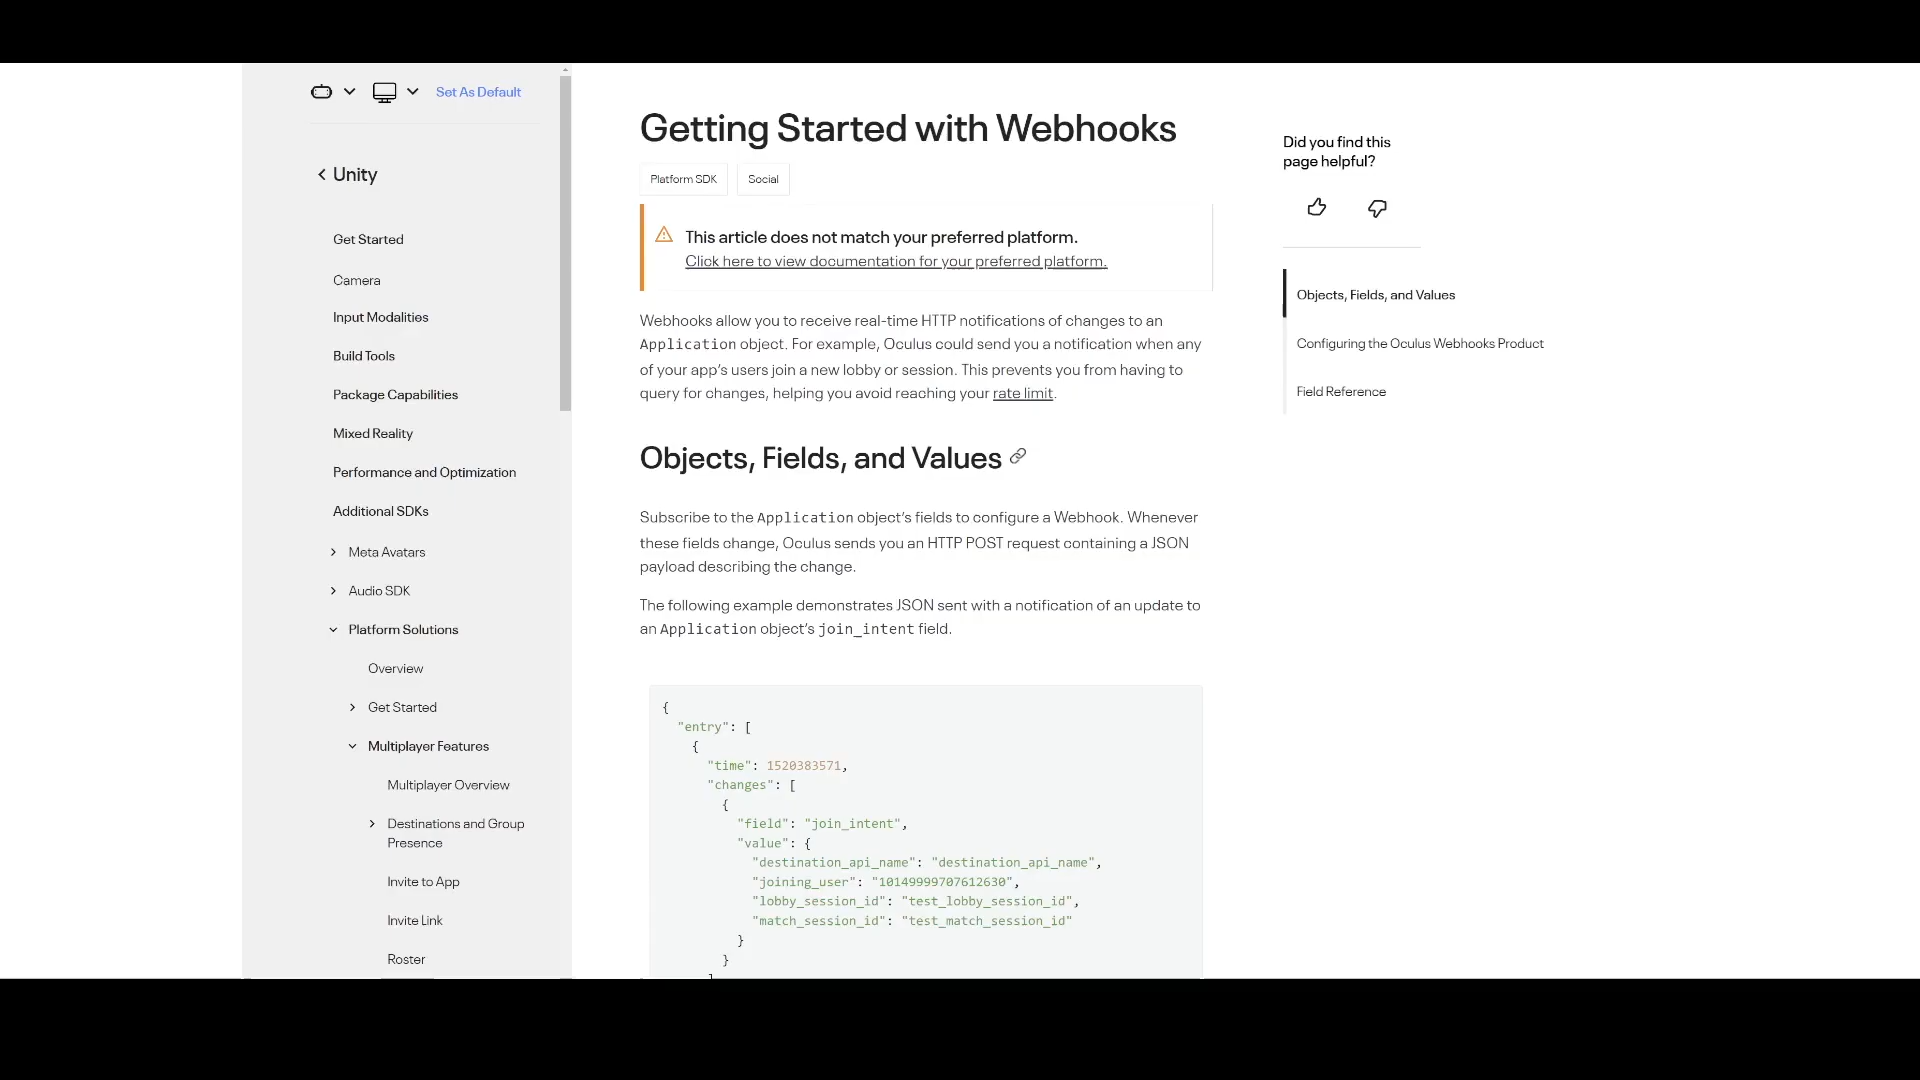 Set As Default
Unity
Get Started
Camera
Input Modalities
Build Tools
Package Capabilities
Mixed Reality
Performance and Optimization
Additional SDKs
Meta Avatars
Audio SDK
Platform Solutions
Overview
Get Started
Multiplayer Features
Multiplayer Overview
Destinations and Group
Presence
Invite to App
Invite Link
Roster
Getting Started with Webhooks
Platform SDK
Social
This article does not match your preferred platform.
Click here to view documentation for your preferred platform.
Webhooks allow you to receive real-time HTTP notifications of changes to an
Application object. For example, Oculus could send you a notification when any
of your app's users join a new lobby or session. This prevents you from having to
query for changes, helping you avoid reaching your rate limit.
Objects, Fields, and Values
Subscribe to the Application object's fields to configure a Webhook. Whenever
these fields change, Oculus sends you an HTTP POST request containing a JSON
payload describing the change.
The following example demonstrates JSON sent with a notification of an update to
an Application object's join_intent field.
{
"entry": [
{
"time": 1520383571,
"changes": [
{
"field": "join_intent",
"value": {
"destination_api_name": "destination_api_name",
"joining_user": "10149999707612630",
"lobby_session_id": "test_lobby_session_id",
"match_session_id": "test_match_session_id"
}
}
]
Did you find this
page helpful?
Objects, Fields, and Values
Configuring the Oculus Webhooks Product
Field Reference